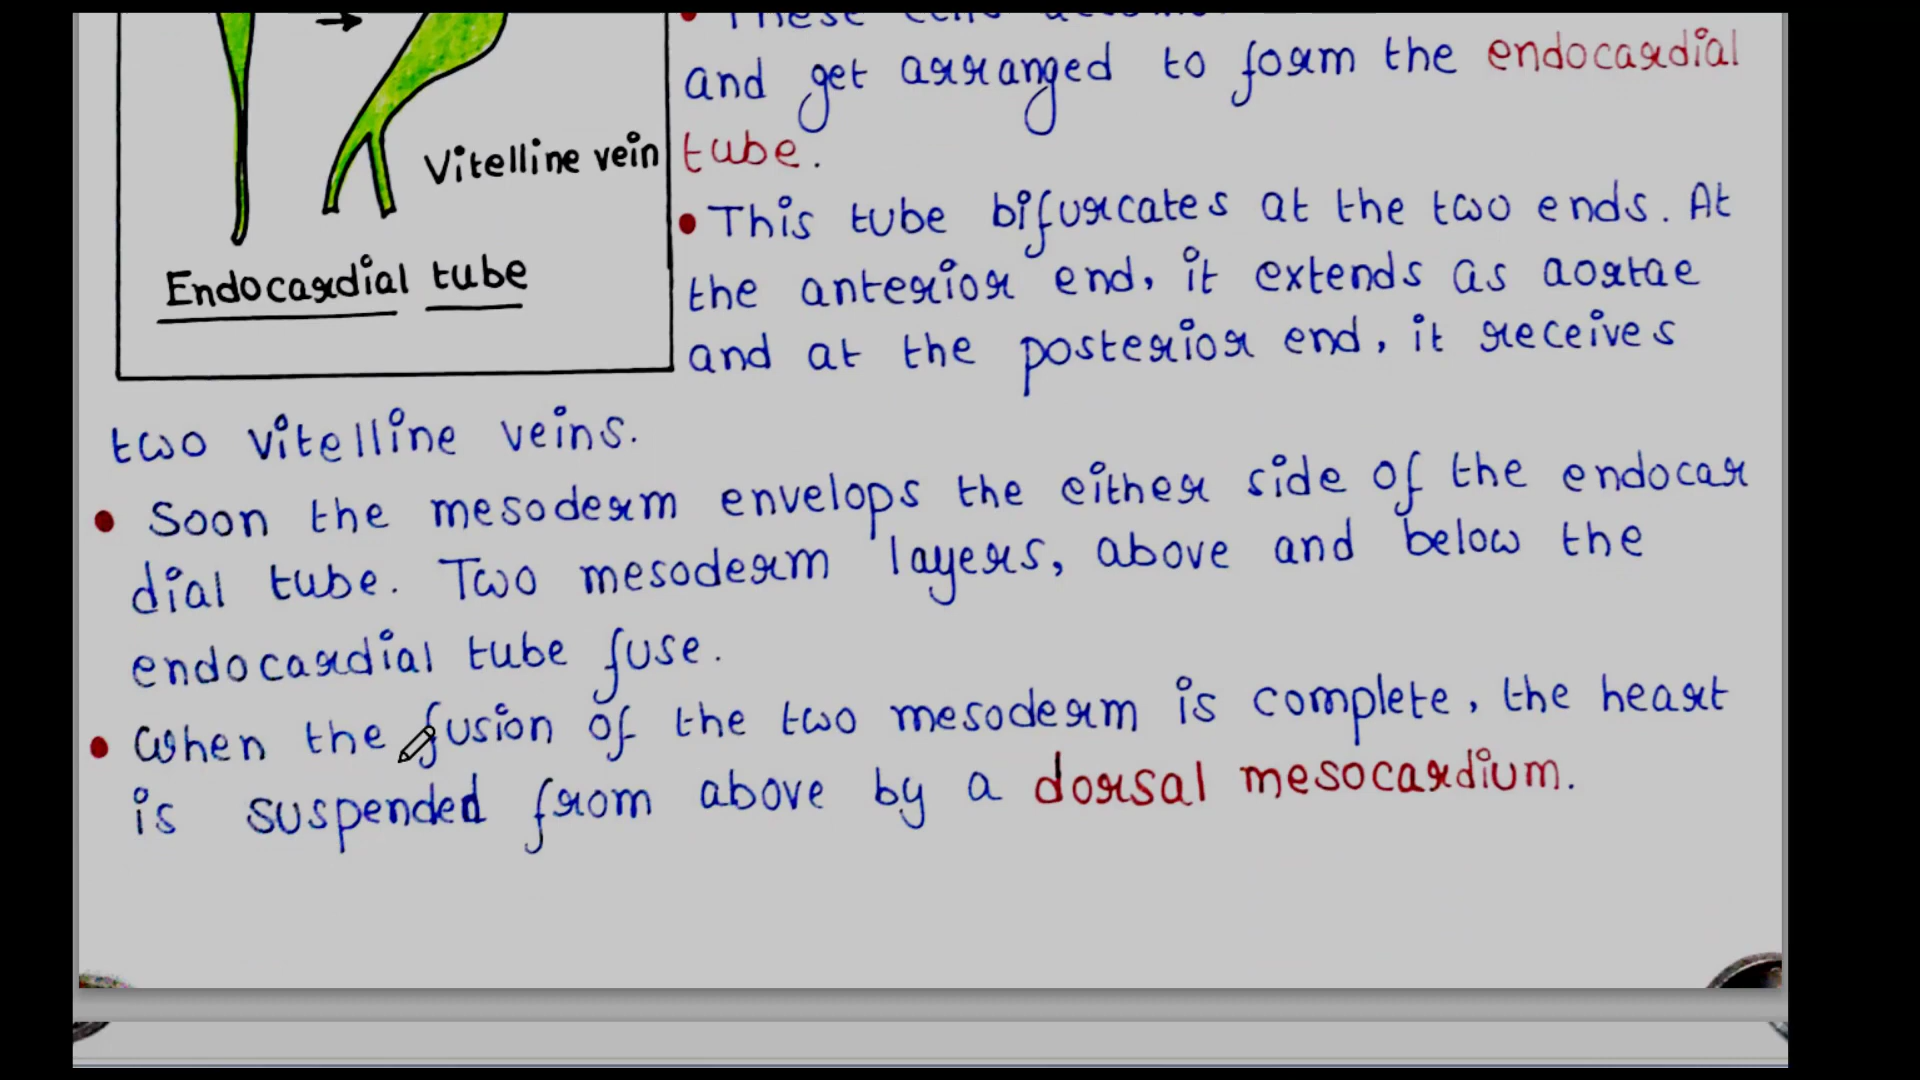 These cells
and get arranged to form the endocardial
tube.
Vitelline vein
Endocardial tube
• This tube bifurcates at the two ends. At
the anterior end, it extends as aortae
and at the posterior end, it receives
two vitelline veins.
• Soon the mesoderm envelops the either side of the endocar
dial tube. Two mesoderm layers, above and below the
endocardial tube fuse.
• When the fusion of the two mesoderm is complete, the heart
is suspended from above by a dorsal mesocardium.